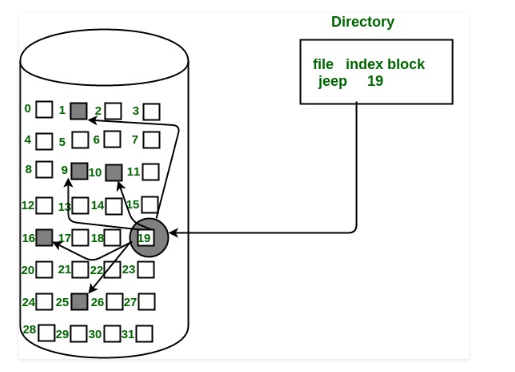 Directory
file index block
jeep 19
0 1 2 3
4 5 6 7
8 9 10 11
12 13 14 15
16 17 18 19
20 21 22 23
24 25 26 27
28 29 30 31